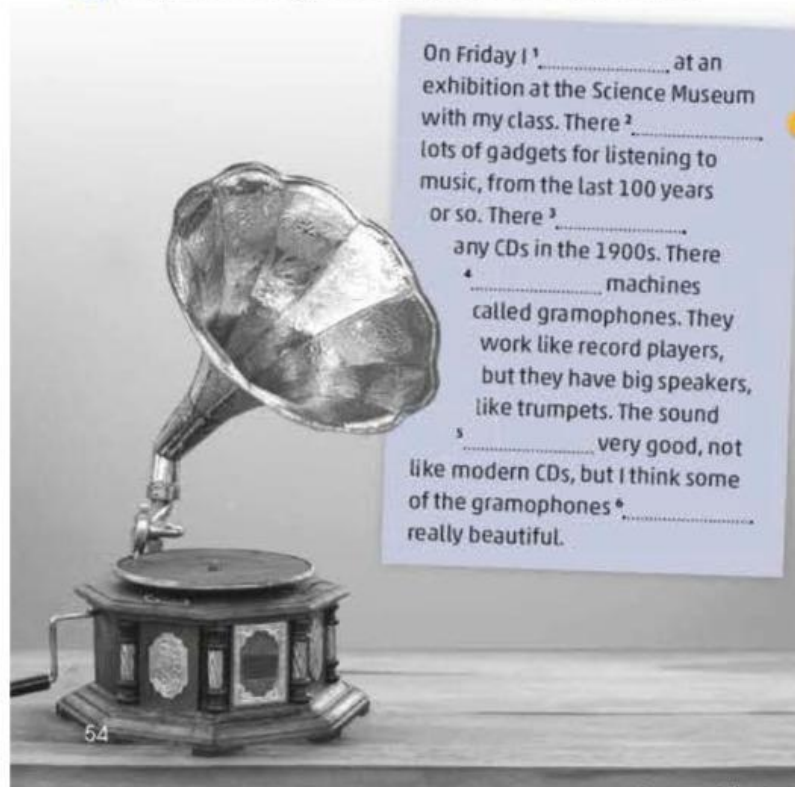 On Friday I ¹ at an
exhibition at the Science Museum
with my class. There ²
lots of gadgets for listening to
music, from the last 100 years
or so. There ³
any CDs in the 1900s. There
⁴ machines
called gramophones. They
work like record players,
but they have big speakers,
like trumpets. The sound
⁵ very good, not
like modern CDs, but I think some
of the gramophones ⁶
really beautiful.
54